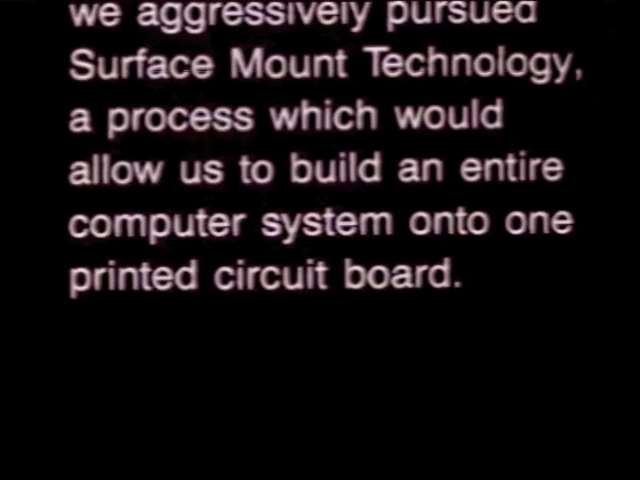 we aggressively pursued
Surface Mount Technology,
a process which would
allow us to build an entire
computer system onto one
printed circuit board.